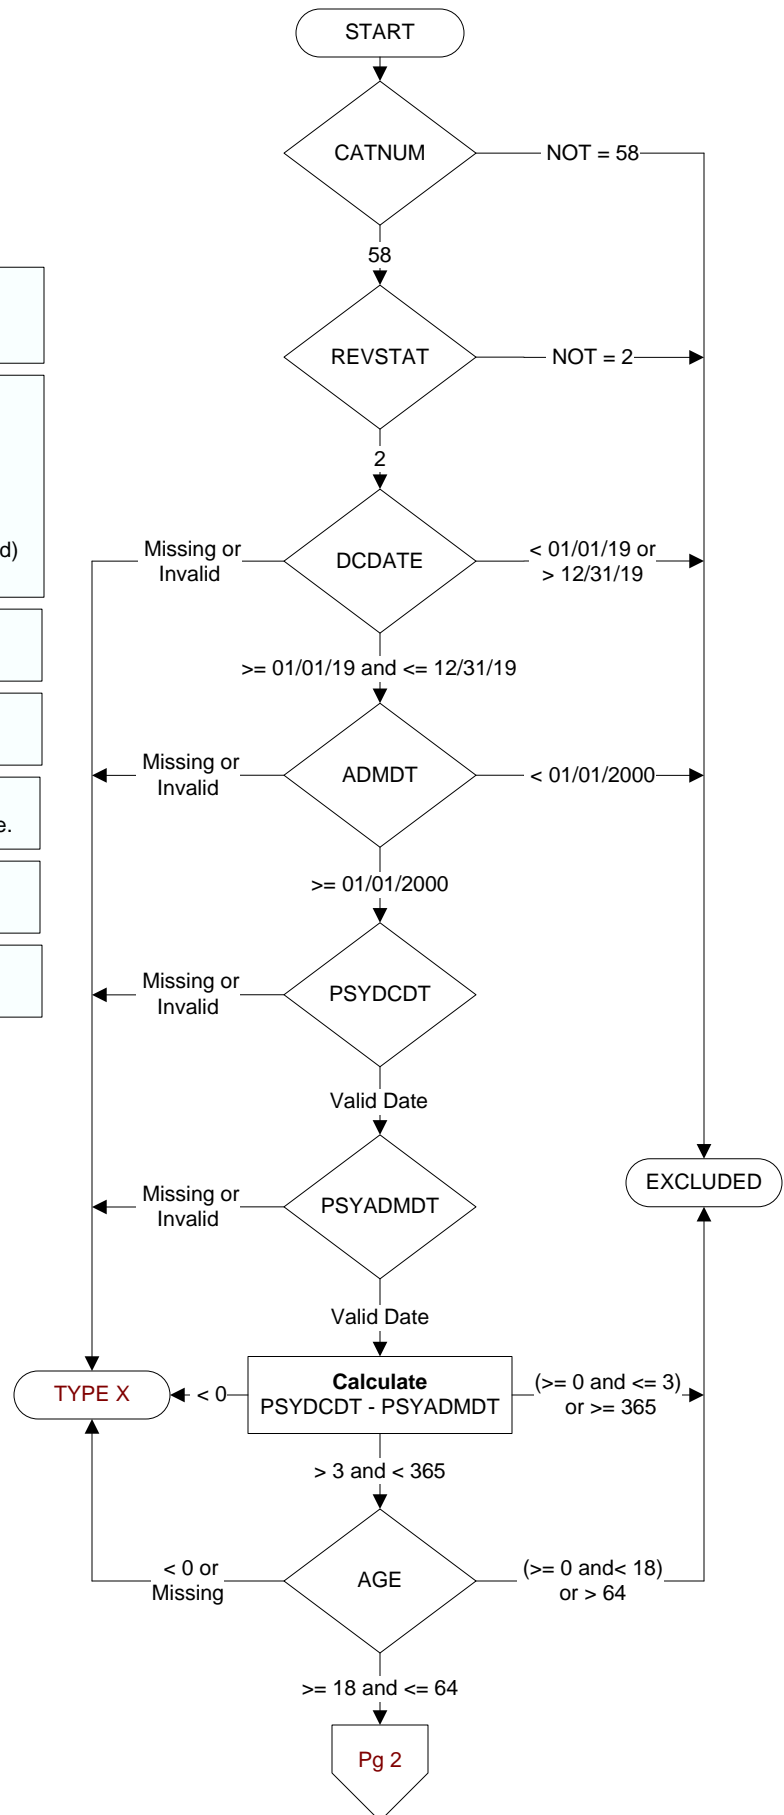 START
CATNUM
NOT = 58
58
REVSTAT
NOT = 2
2
Missing or
Invalid
DCDATE
< 01/01/19 or
> 12/31/19
d)
>= 01/01/19 and <= 12/31/19
Missing or
Invalid
ADMDT
< 01/01/2000
e.
>= 01/01/2000
Missing or
Invalid
PSYDCDT
Valid Date
Missing or
Invalid
PSYADMDT
EXCLUDED
Valid Date
TYPE X
< 0
Calculate
PSYDCDT - PSYADMDT
(>= 0 and <= 3)
or >= 365
> 3 and < 365
< 0 or
Missing
AGE
(>= 0 and< 18)
or > 64
>= 18 and <= 64
Pg 2